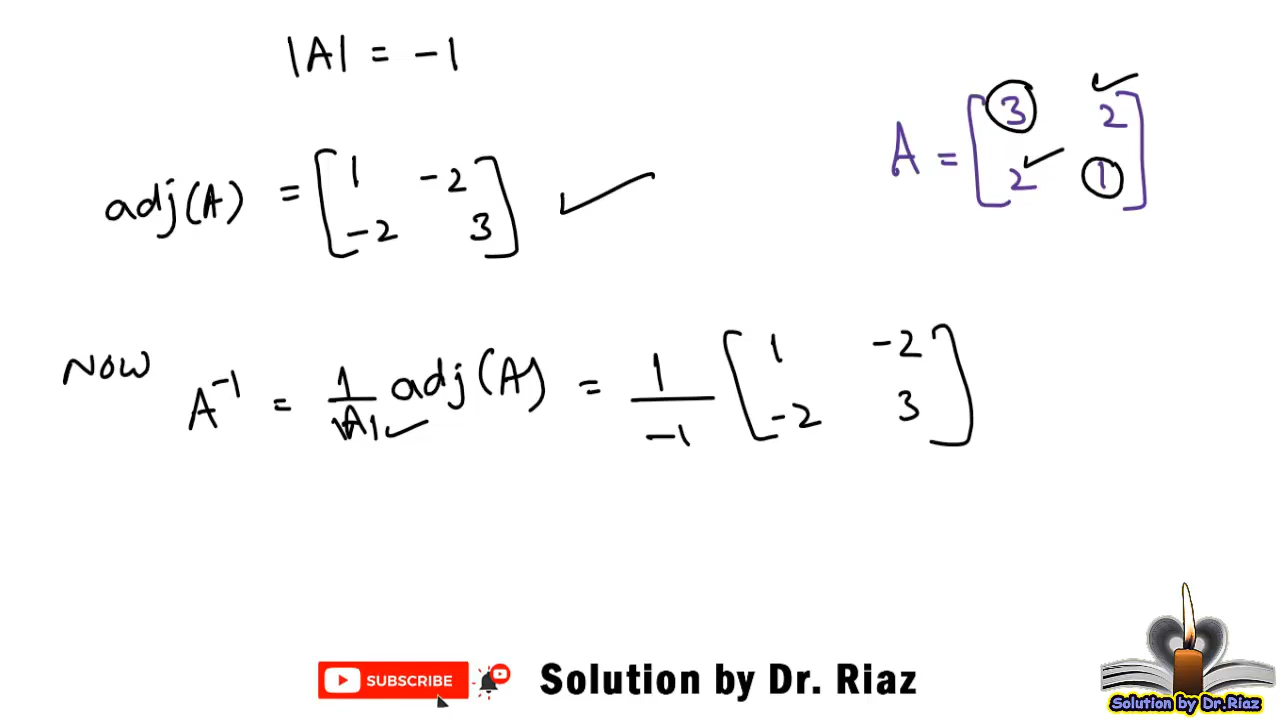 |A| = -1
A = [3 2
2 1]
adj(A) = [1 -2
-2 3]
Now A⁻¹ = 1/|A| adj(A) = 1/-1 [1 -2
-2 3]
SUBSCRIBE
Solution by Dr. Riaz
Solution by Dr.Riaz